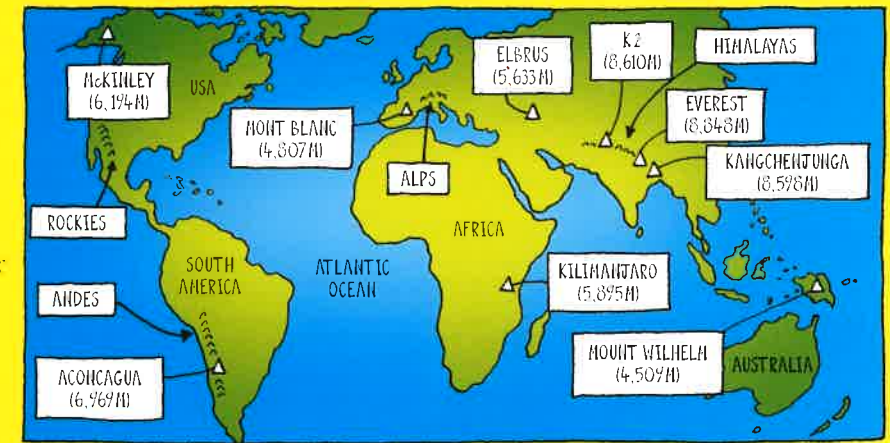 McKINLEY
(6,194M)
USA
ROCKIES
ANDES
ACONCAGUA
(6,969M)
SOUTH
AMERICA
MONT BLANC
(4,807M)
ALPS
ATLANTIC
OCEAN
AFRICA
ELBRUS
(5,633M)
K2
(8,610M)
HIMALAYAS
EVEREST
(8,848M)
KANGCHENJUNGA
(8,598M)
KILIMANJARO
(5,895M)
MOUNT WILHELM
(4,509M)
AUSTRALIA